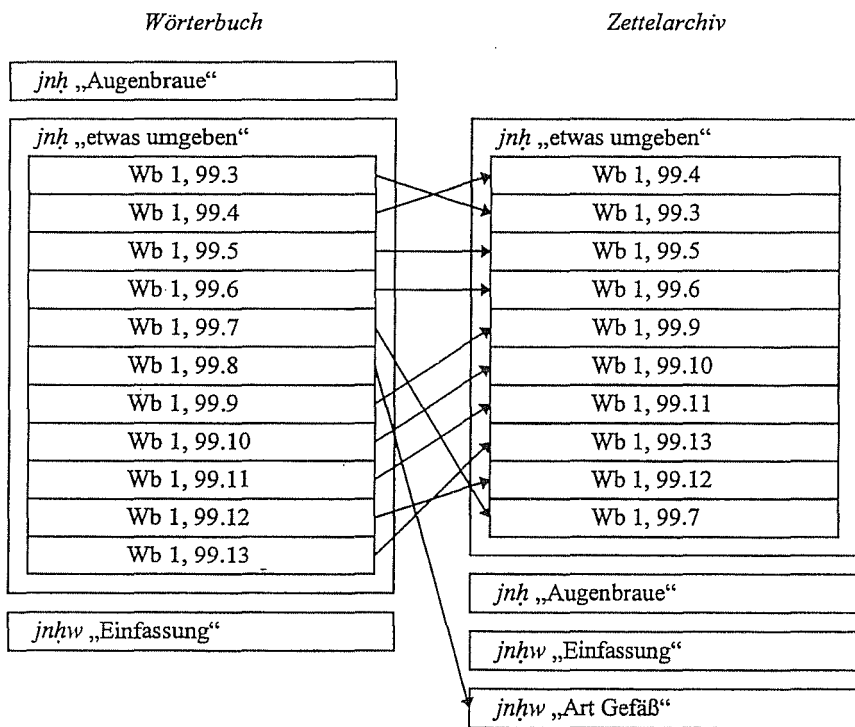 Wörterbuch
jnḥ „Augenbraue“
jnḥ „etwas umgeben“
Wb 1, 99.3
Wb 1, 99.4
Wb 1, 99.5
Wb 1, 99.6
Wb 1, 99.7
Wb 1, 99.8
Wb 1, 99.9
Wb 1, 99.10
Wb 1, 99.11
Wb 1, 99.12
Wb 1, 99.13
jnḥw „Einfassung“
Zettelarchiv
jnḥ „etwas umgeben“
Wb 1, 99.4
Wb 1, 99.3
Wb 1, 99.5
Wb 1, 99.6
Wb 1, 99.9
Wb 1, 99.10
Wb 1, 99.11
Wb 1, 99.13
Wb 1, 99.12
Wb 1, 99.7
jnḥ „Augenbraue“
jnḥw „Einfassung“
jnḥw „Art Gefäß“